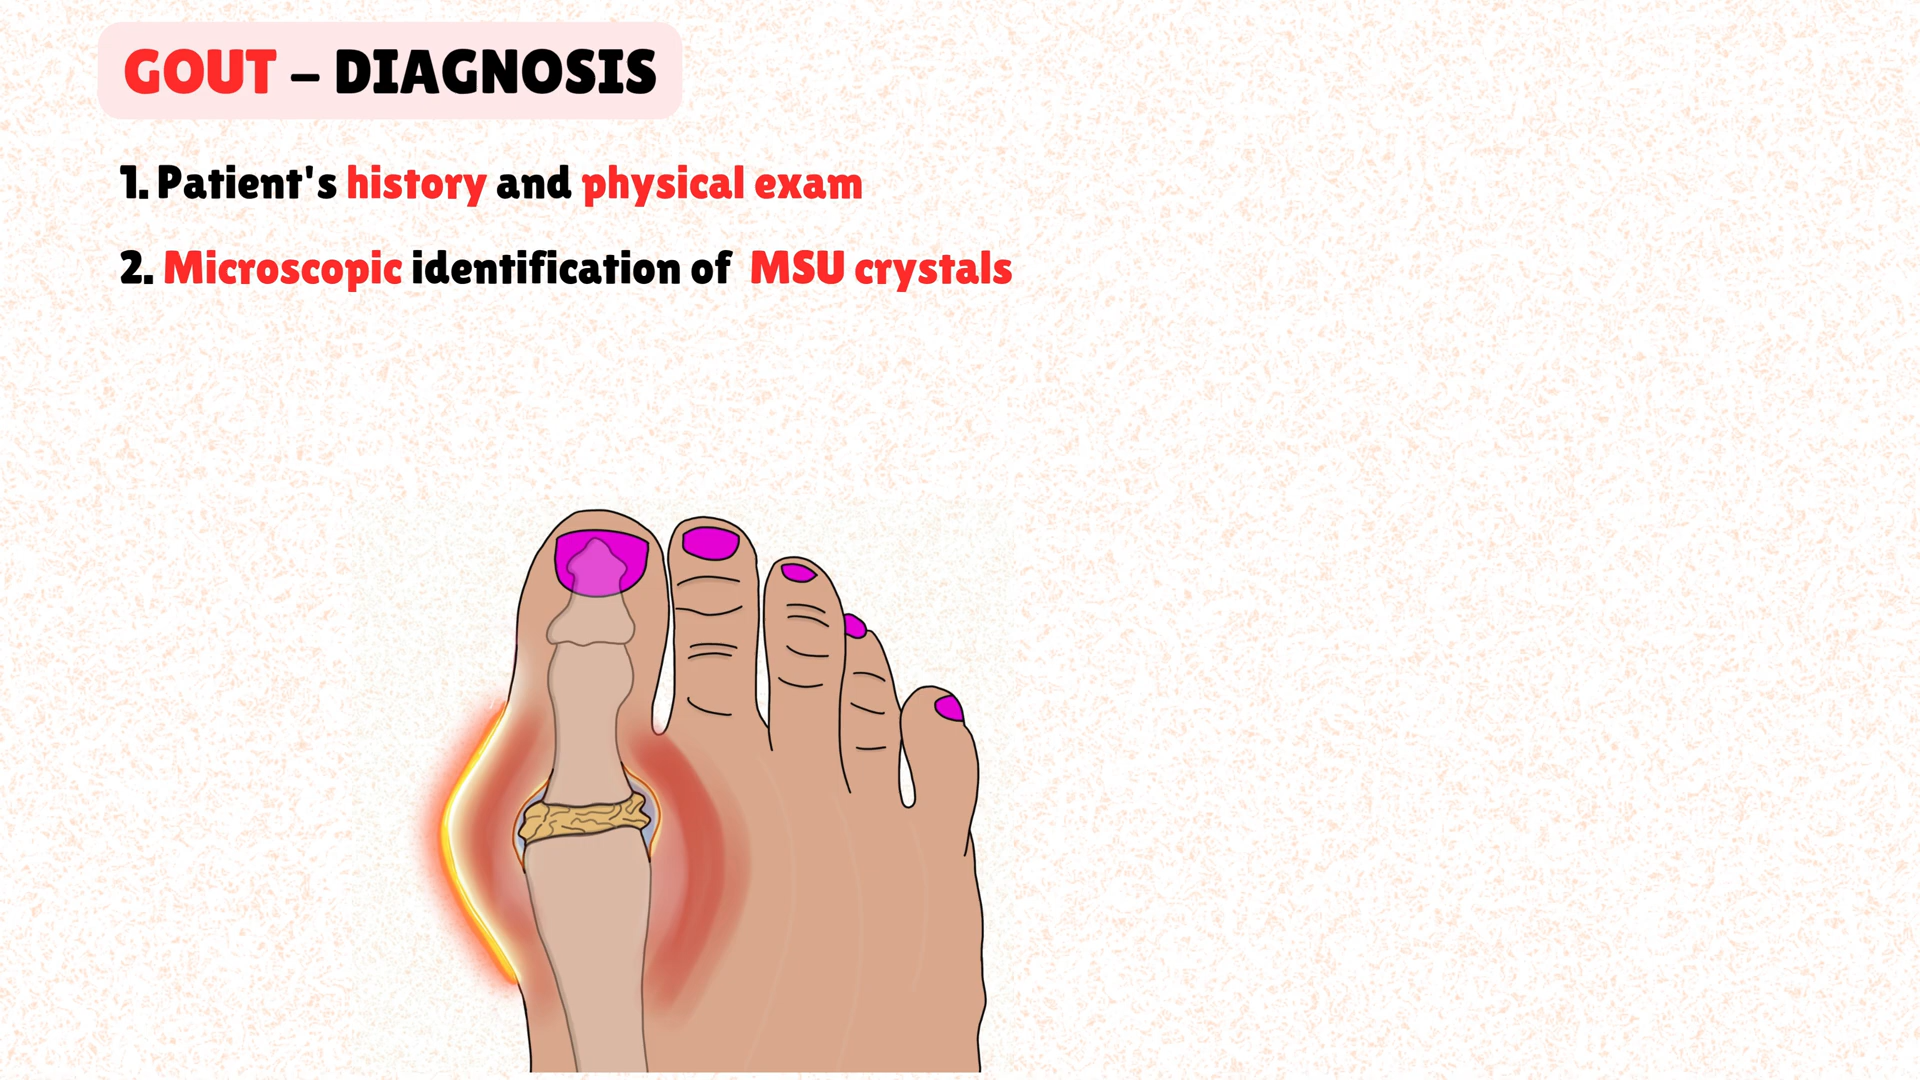 GOUT – DIAGNOSIS
1. Patient's history and physical exam
2. Microscopic identification of MSU crystals